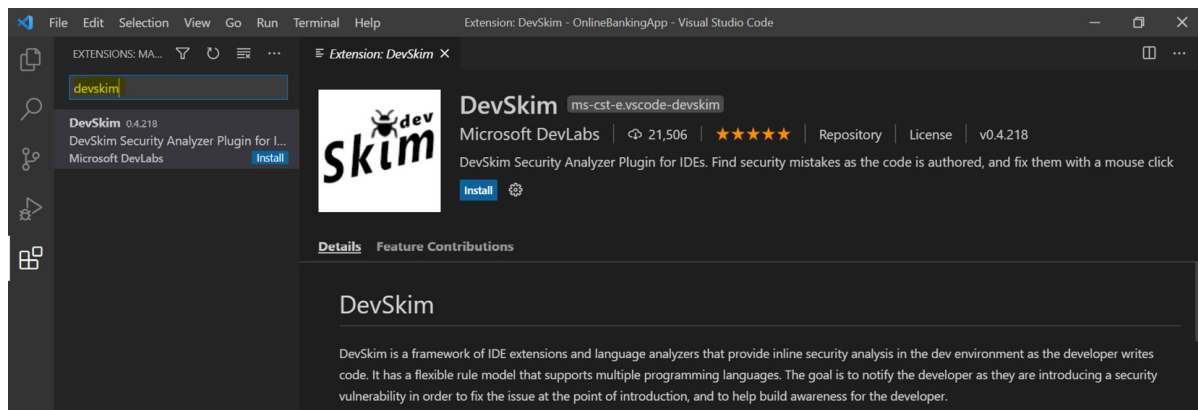 File Edit Selection View Go Run Terminal Help Extension: DevSkim - OnlineBankingApp - Visual Studio Code
EXTENSIONS: MA... ...
devskim
DevSkim 0.4.218
DevSkim Security Analyzer Plugin for I...
Microsoft DevLabs Install
Extension: DevSkim
dev
Skim
DevSkim ms-cst-e.vscode-devskim
Microsoft DevLabs 21,506 Repository License v0.4.218
DevSkim Security Analyzer Plugin for IDEs. Find security mistakes as the code is authored, and fix them with a mouse click
Install
Details Feature Contributions
DevSkim
DevSkim is a framework of IDE extensions and language analyzers that provide inline security analysis in the dev environment as the developer writes
code. It has a flexible rule model that supports multiple programming languages. The goal is to notify the developer as they are introducing a security
vulnerability in order to fix the issue at the point of introduction, and to help build awareness for the developer.